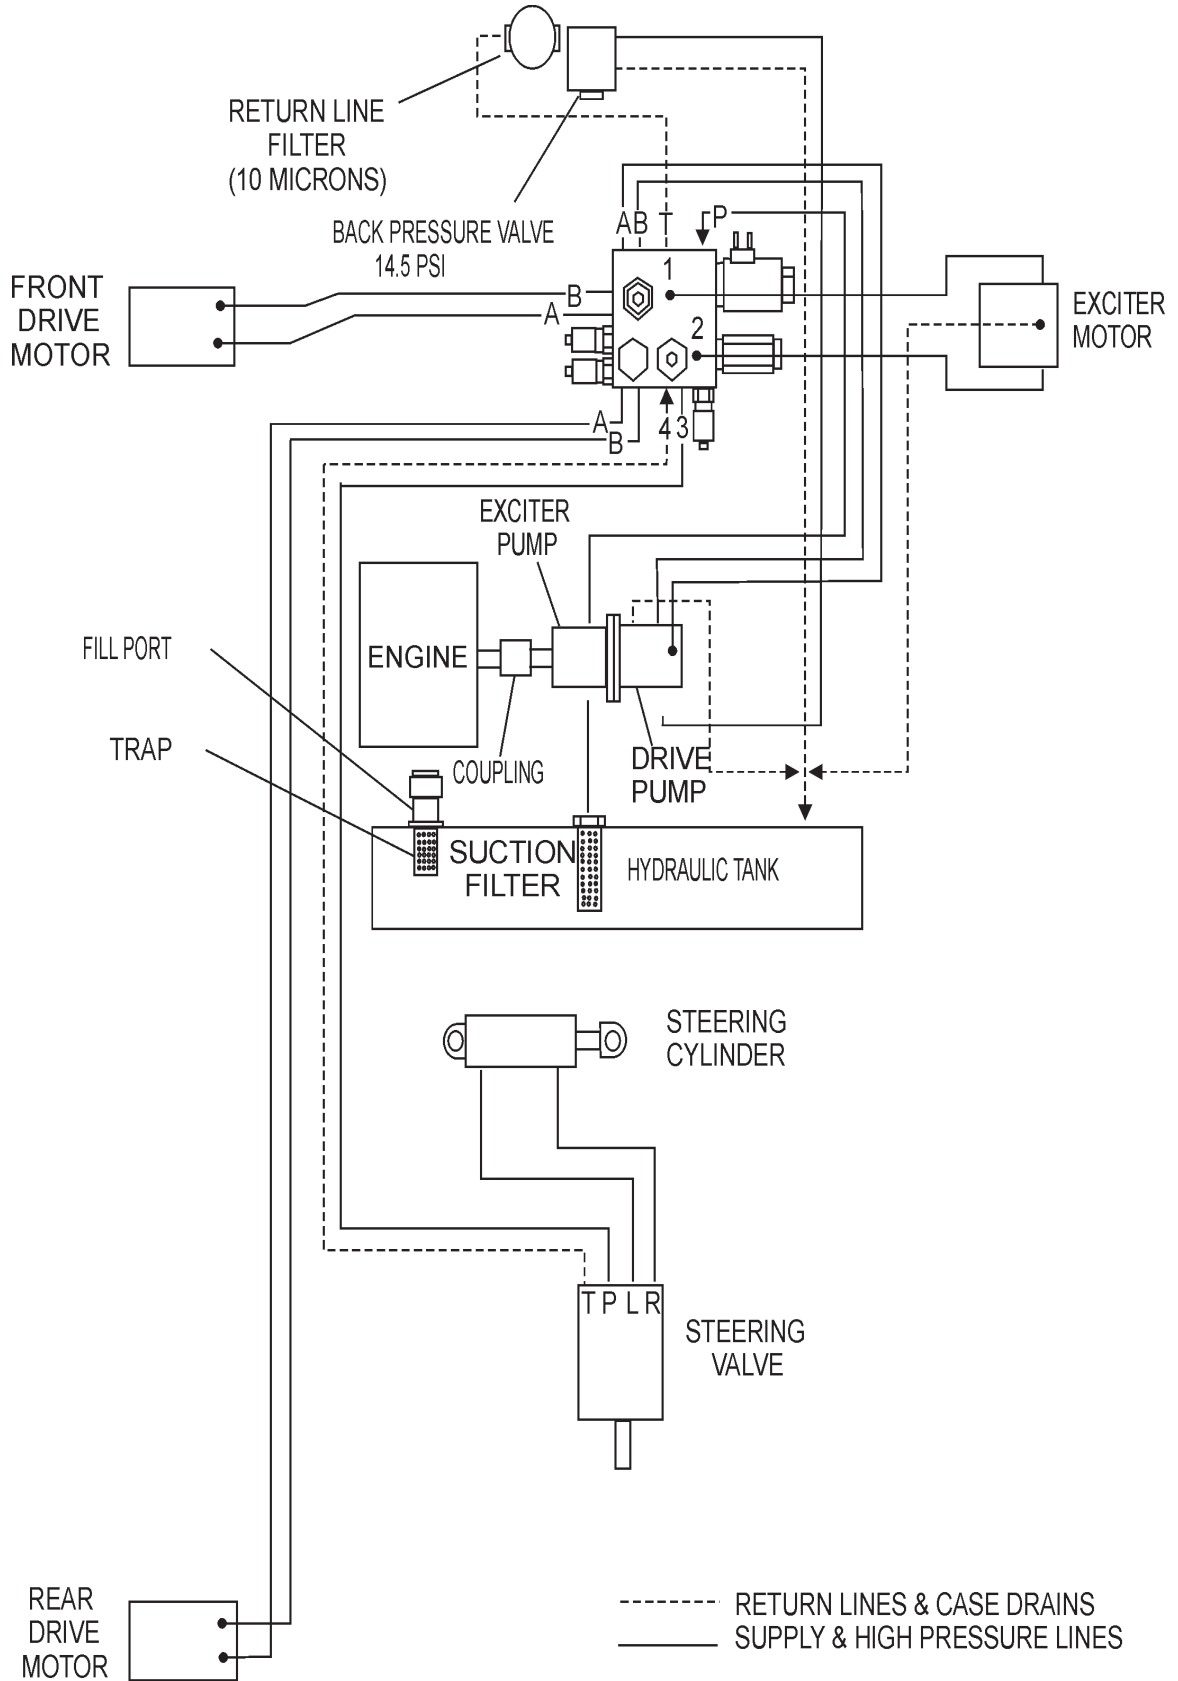 RETURN LINE
FILTER
(10 MICRONS)
BACK PRESSURE VALVE
14.5 PSI
A B T P
1
FRONT
DRIVE
MOTOR
B
A
2
EXCITER
MOTOR
A
B
4 3
EXCITER
PUMP
ENGINE
FILL PORT
TRAP
COUPLING
DRIVE
PUMP
SUCTION
FILTER
HYDRAULIC TANK
STEERING
CYLINDER
T P L R
STEERING
VALVE
REAR
DRIVE
MOTOR
RETURN LINES & CASE DRAINS
SUPPLY & HIGH PRESSURE LINES